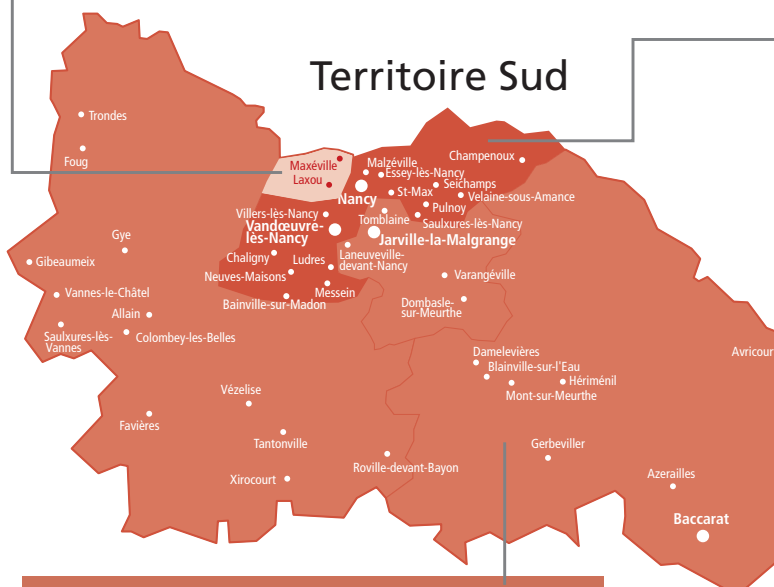 Territoire Sud
Trondes
Foug
Maxéville
Laxou
Malzéville
Essey-lès-Nancy
Champenoux
Seichamps
St-Max
Velaine-sous-Amance
Nancy
Pulnoy
Villers-lès-Nancy
Tomblaine
Saulxures-lès-Nancy
Vandœuvre-
lès-Nancy
Jarville-la-Malgrange
Gye
Chaligny
Ludres
Laneuveville-
devant-Nancy
Gibeaumeix
Neuves-Maisons
Varangéville
Vannes-le-Châtel
Messein
Bainville-sur-Madon
Dombasle-
sur-Meurthe
Allain
Saulxures-lès-
Vannes
Colombey-les-Belles
Damelevières
Avricour
Blainville-sur-l'Eau
Hériménil
Mont-sur-Meurthe
Vézelise
Favières
Tantonville
Gerbeviller
Roville-devant-Bayon
Xirocourt
Azerailles
Baccarat